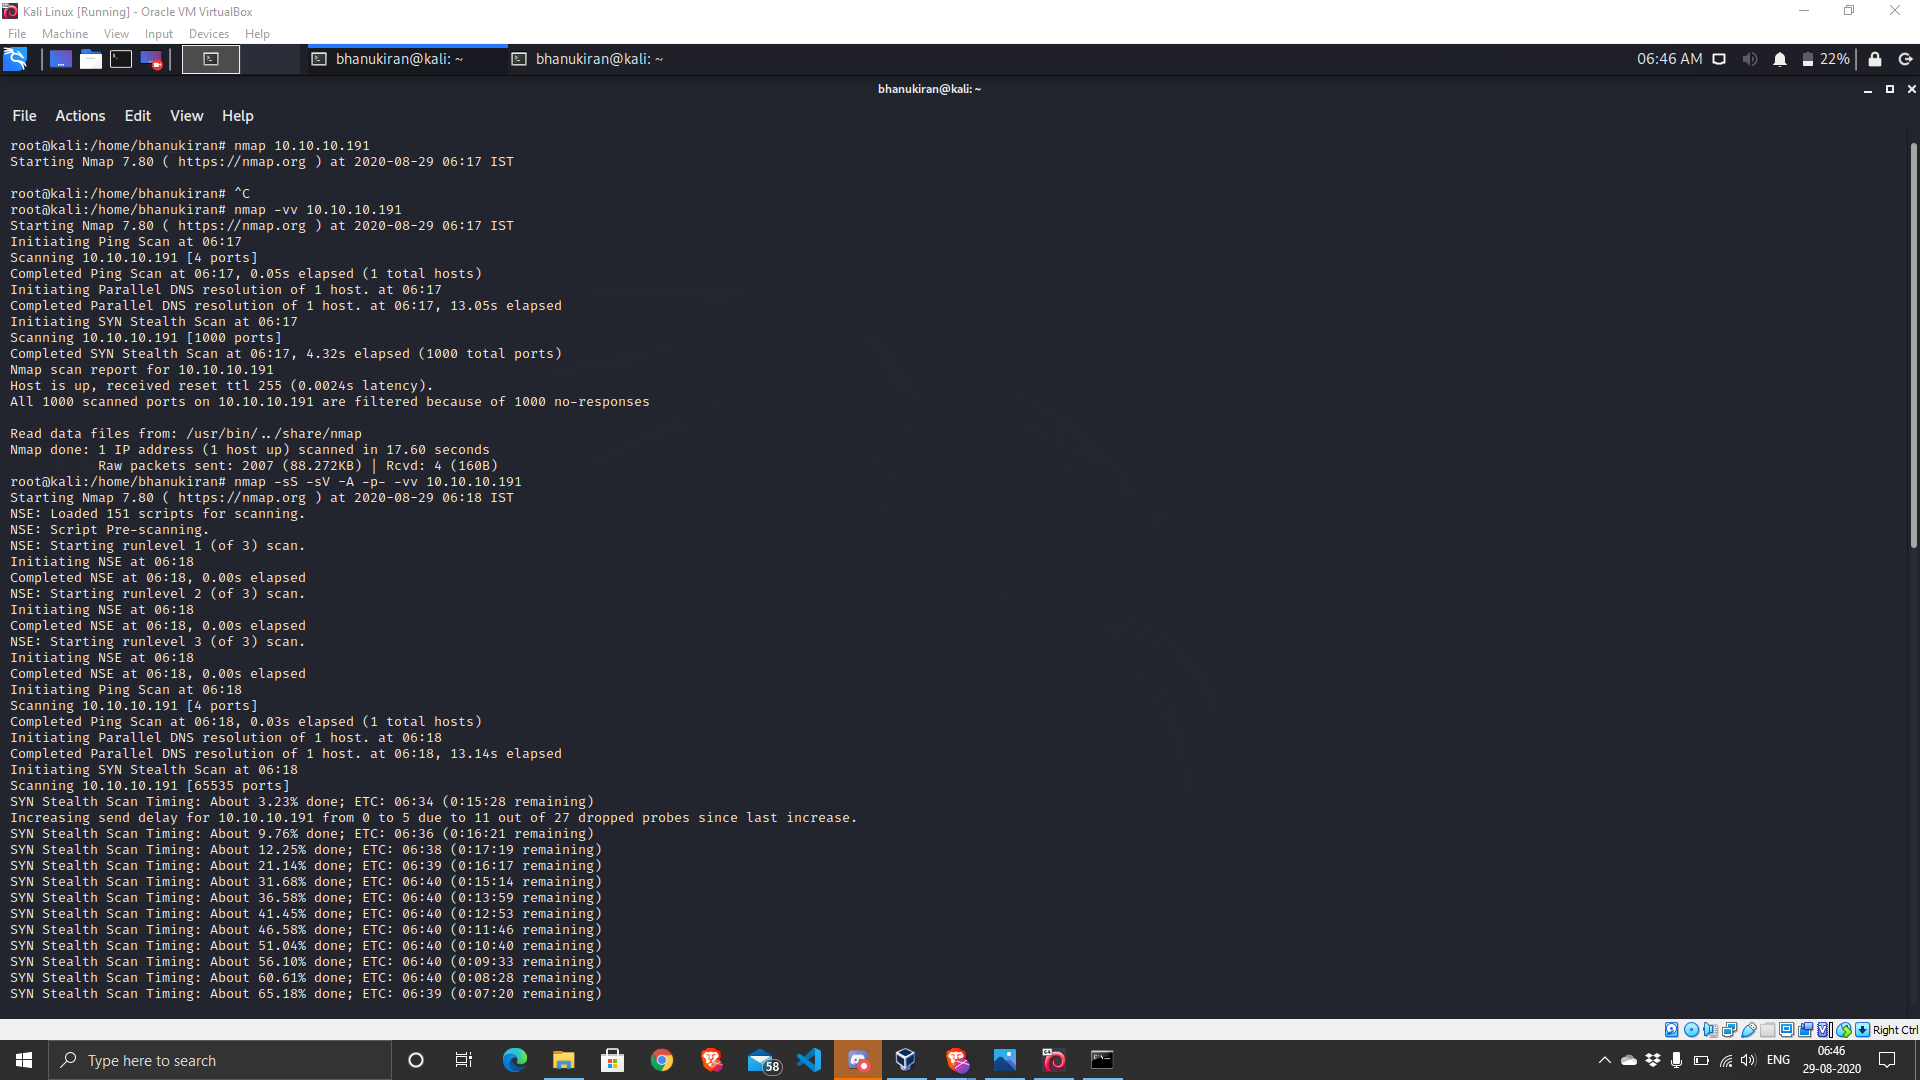 Kali Linux [Running] - Oracle VM VirtualBox
File Machine View Input Devices Help
bhanukiran@kali: ~ bhanukiran@kali: ~ 06:46 AM 22%
bhanukiran@kali: ~
File Actions Edit View Help
root@kali:/home/bhanukiran# nmap 10.10.10.191
Starting Nmap 7.80 ( https://nmap.org ) at 2020-08-29 06:17 IST
root@kali:/home/bhanukiran# ^C
root@kali:/home/bhanukiran# nmap -vv 10.10.10.191
Starting Nmap 7.80 ( https://nmap.org ) at 2020-08-29 06:17 IST
Initiating Ping Scan at 06:17
Scanning 10.10.10.191 [4 ports]
Completed Ping Scan at 06:17, 0.05s elapsed (1 total hosts)
Initiating Parallel DNS resolution of 1 host. at 06:17
Completed Parallel DNS resolution of 1 host. at 06:17, 13.05s elapsed
Initiating SYN Stealth Scan at 06:17
Scanning 10.10.10.191 [1000 ports]
Completed SYN Stealth Scan at 06:17, 4.32s elapsed (1000 total ports)
Nmap scan report for 10.10.10.191
Host is up, received reset ttl 255 (0.0024s latency).
All 1000 scanned ports on 10.10.10.191 are filtered because of 1000 no-responses
Read data files from: /usr/bin/../share/nmap
Nmap done: 1 IP address (1 host up) scanned in 17.60 seconds
Raw packets sent: 2007 (88.272KB) | Rcvd: 4 (160B)
root@kali:/home/bhanukiran# nmap -sS -sV -A -p- -vv 10.10.10.191
Starting Nmap 7.80 ( https://nmap.org ) at 2020-08-29 06:18 IST
NSE: Loaded 151 scripts for scanning.
NSE: Script Pre-scanning.
NSE: Starting runlevel 1 (of 3) scan.
Initiating NSE at 06:18
Completed NSE at 06:18, 0.00s elapsed
NSE: Starting runlevel 2 (of 3) scan.
Initiating NSE at 06:18
Completed NSE at 06:18, 0.00s elapsed
NSE: Starting runlevel 3 (of 3) scan.
Initiating NSE at 06:18
Completed NSE at 06:18, 0.00s elapsed
Initiating Ping Scan at 06:18
Scanning 10.10.10.191 [4 ports]
Completed Ping Scan at 06:18, 0.03s elapsed (1 total hosts)
Initiating Parallel DNS resolution of 1 host. at 06:18
Completed Parallel DNS resolution of 1 host. at 06:18, 13.14s elapsed
Initiating SYN Stealth Scan at 06:18
Scanning 10.10.10.191 [65535 ports]
SYN Stealth Scan Timing: About 3.23% done; ETC: 06:34 (0:15:28 remaining)
Increasing send delay for 10.10.10.191 from 0 to 5 due to 11 out of 27 dropped probes since last increase.
SYN Stealth Scan Timing: About 9.76% done; ETC: 06:36 (0:16:21 remaining)
SYN Stealth Scan Timing: About 12.25% done; ETC: 06:38 (0:17:19 remaining)
SYN Stealth Scan Timing: About 21.14% done; ETC: 06:39 (0:16:17 remaining)
SYN Stealth Scan Timing: About 31.68% done; ETC: 06:40 (0:15:14 remaining)
SYN Stealth Scan Timing: About 36.58% done; ETC: 06:40 (0:13:59 remaining)
SYN Stealth Scan Timing: About 41.45% done; ETC: 06:40 (0:12:53 remaining)
SYN Stealth Scan Timing: About 46.58% done; ETC: 06:40 (0:11:46 remaining)
SYN Stealth Scan Timing: About 51.04% done; ETC: 06:40 (0:10:40 remaining)
SYN Stealth Scan Timing: About 56.10% done; ETC: 06:40 (0:09:33 remaining)
SYN Stealth Scan Timing: About 60.61% done; ETC: 06:40 (0:08:28 remaining)
SYN Stealth Scan Timing: About 65.18% done; ETC: 06:39 (0:07:20 remaining)
Right Ctrl
Type here to search 58 ENG 06:46
29-08-2020